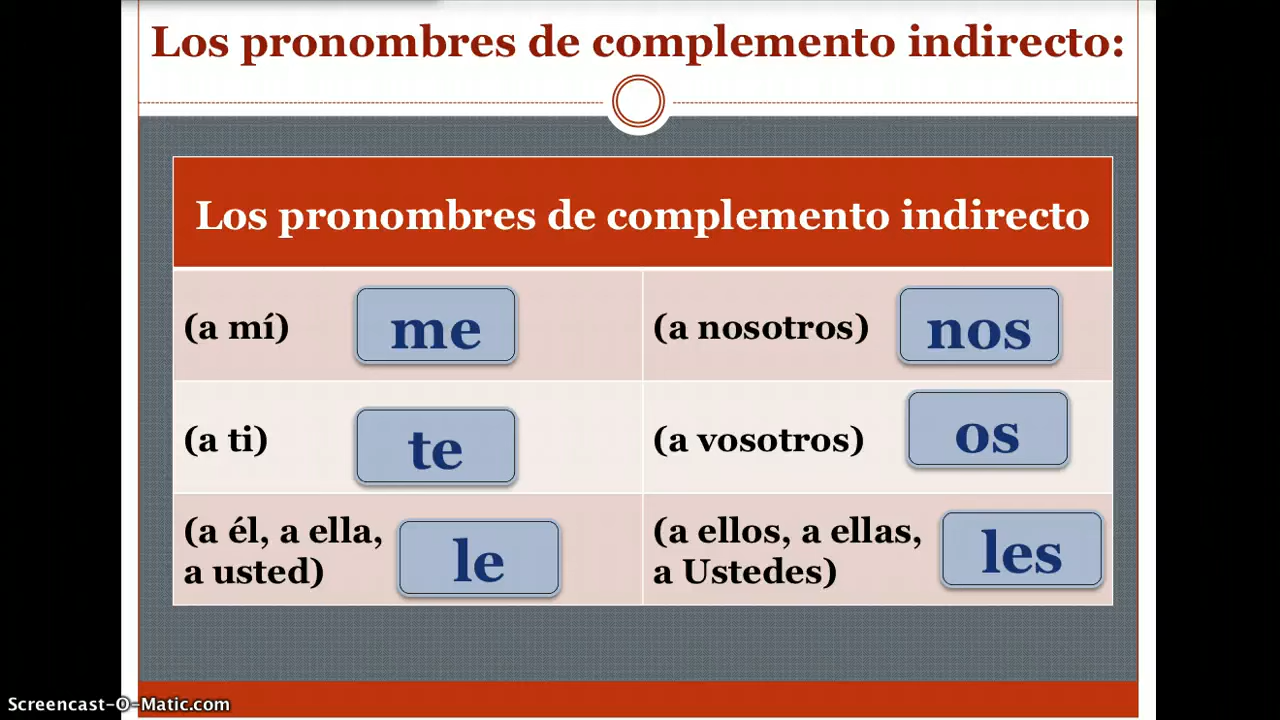 Los pronombres de complemento indirecto:
Los pronombres de complemento indirecto
(a mí) me (a nosotros) nos
(a ti) te (a vosotros) os
(a él, a ella,
a usted) le
(a ellos, a ellas,
a Ustedes) les
Screencast-O-Matic.com